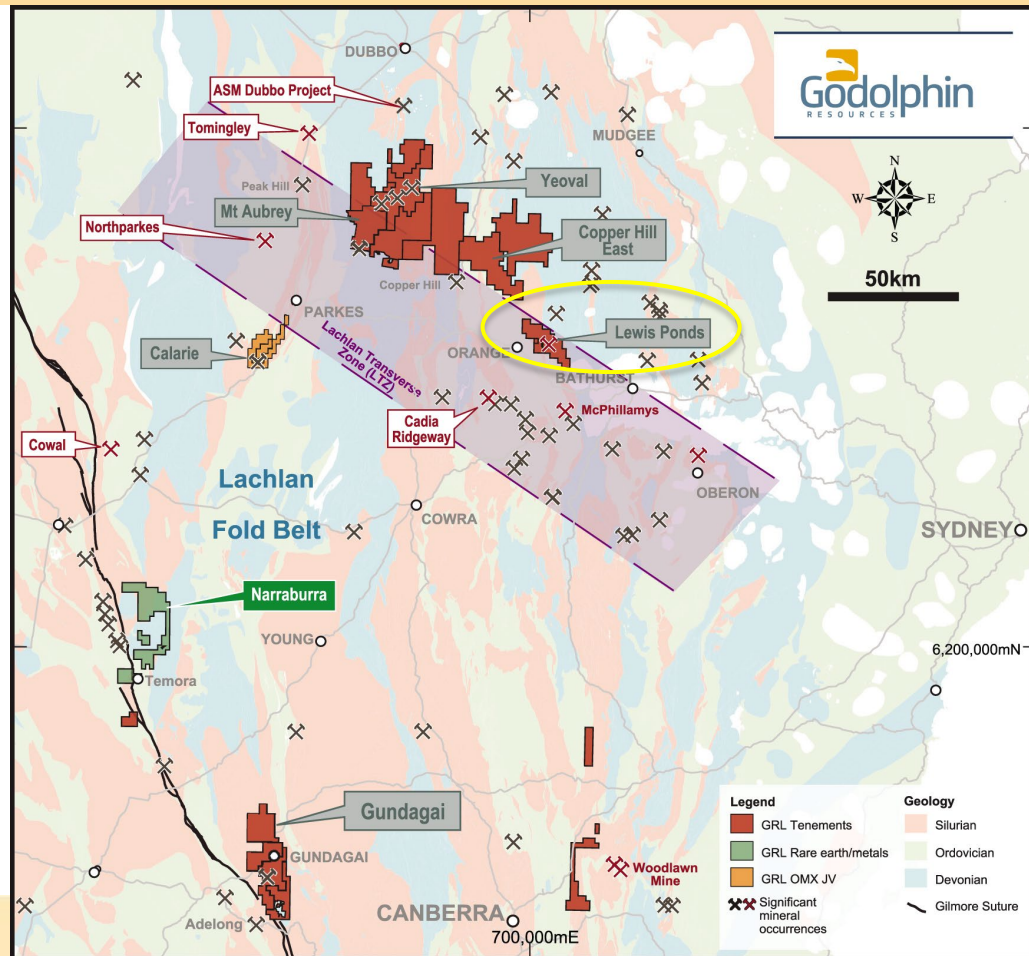 DUBBO
ASM Dubbo Project
Godolphin
RESOURCES
Tomingley
MUDGEE
N
W
E
S
Peak Hill
Yeoval
Mt Aubrey
Northparkes
Copper Hill
East
50km
Copper Hill
PARKES
Lachlan Transverse
Zone (LTZ)
Lewis Ponds
ORANGE
Calarie
BATHURST
McPhillamys
Cadia
Ridgeway
Cowal
OBERON
Lachlan
Fold Belt
COWRA
SYDNEY
Narraburra
YOUNG
6,200,000mN
Temora
Gundagai
GUNDAGAI
Woodlawn
Mine
Adelong
CANBERRA
700,000mE
Legend
GRL Tenements
GRL Rare earth/metals
GRL OMX JV
Significant
mineral
occurrences
Geology
Silurian
Ordovician
Devonian
Gilmore Suture